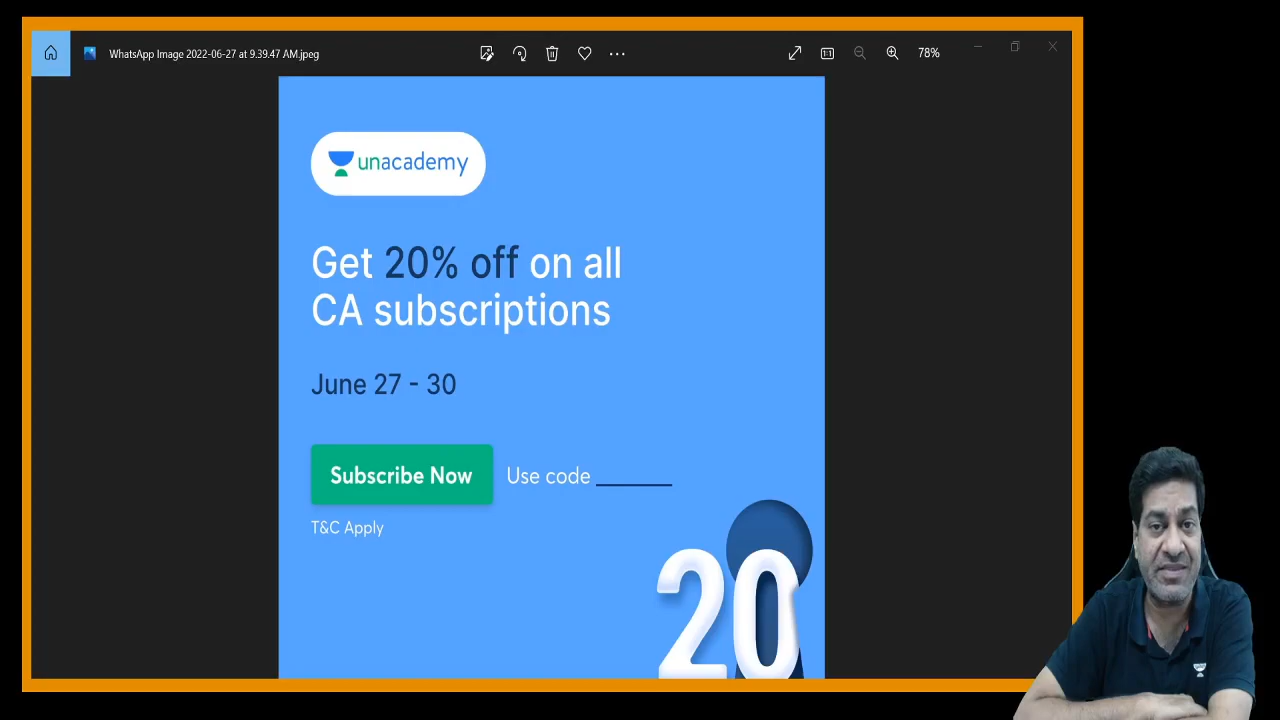 WhatsApp Image 2022-06-27 at 9.39.47 AM.jpeg
78%
unacademy
Get 20% off on all
CA subscriptions
June 27 - 30
Subscribe Now
Use code
T&C Apply
20